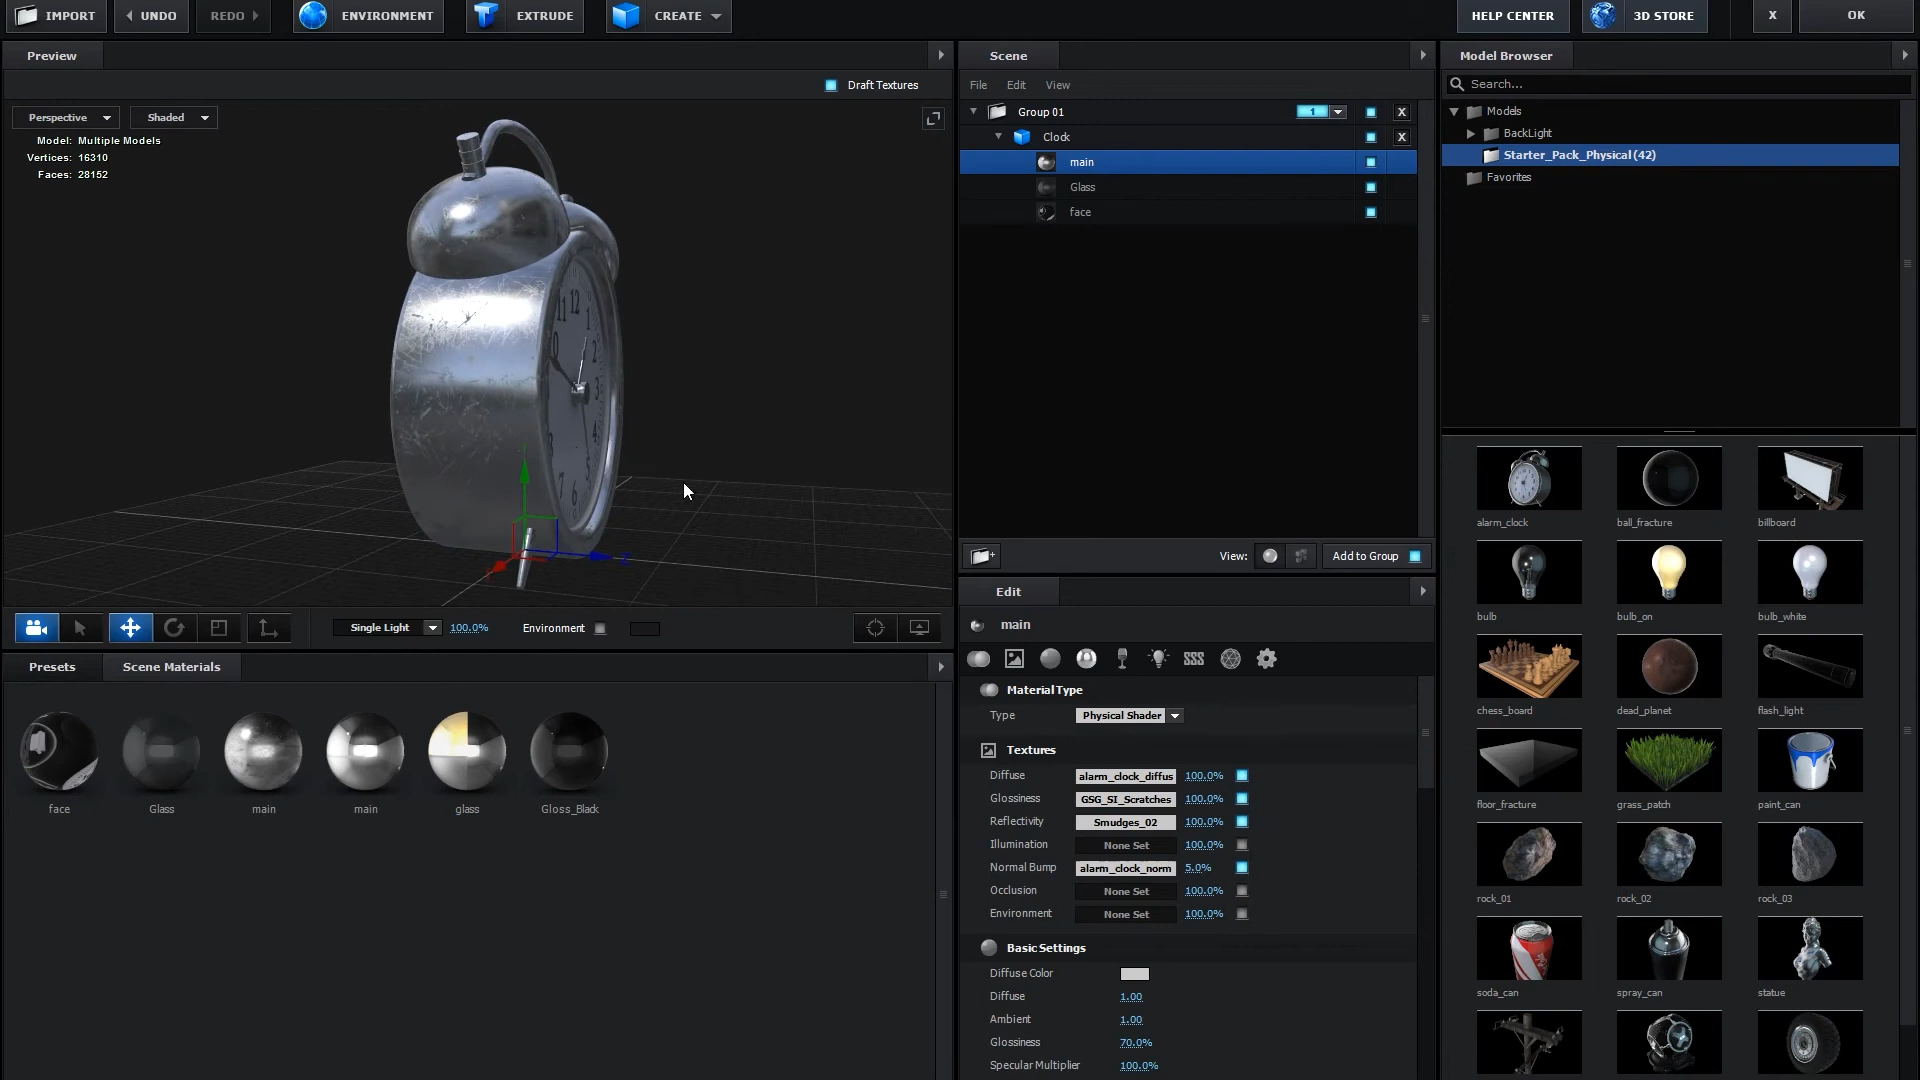 IMPORT
UNDO
REDO
ENVIRONMENT
EXTRUDE
CREATE
HELP CENTER
3D STORE
X
OK
Preview
Draft Textures
Perspective
Shaded
Model: Multiple Models
Vertices: 16310
Faces: 28152
Single Light
100.0%
Environment
Presets
Scene Materials
face
Glass
main
main
glass
Gloss_Black
Scene
File
Edit
View
Group 01
1
X
Clock
X
main
Glass
face
View:
Add to Group
Edit
main
SSS
Material Type
Type
Physical Shader
Textures
Diffuse
alarm_clock_diffus
100.0%
Glossiness
GSG_SI_Scratches
100.0%
Reflectivity
Smudges_02
100.0%
Illumination
None Set
100.0%
Normal Bump
alarm_clock_norm
5.0%
Occlusion
None Set
100.0%
Environment
None Set
100.0%
Basic Settings
Diffuse Color
Diffuse
1.00
Ambient
1.00
Glossiness
70.0%
Specular Multiplier
100.0%
Model Browser
Search...
Models
BackLight
Starter_Pack_Physical (42)
Favorites
alarm_clock
ball_fracture
billboard
bulb
bulb_on
bulb_white
chess_board
dead_planet
flash_light
floor_fracture
grass_patch
paint_can
rock_01
rock_02
rock_03
soda_can
spray_can
statue